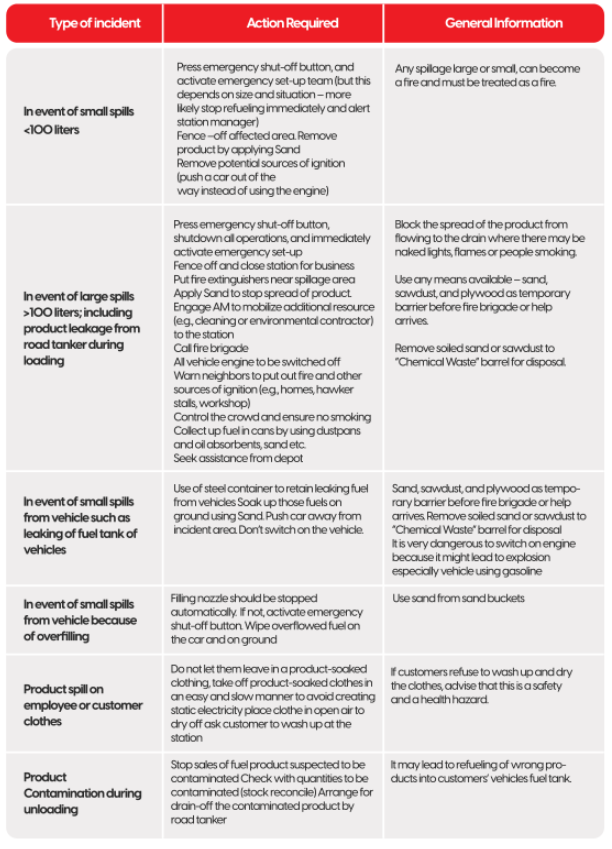 Type of incident
Action Required
General Information
In event of small spills
<100 liters
Press emergency shut-off button, and
activate emergency set-up team (but this
depends on size and situation – more
likely stop refueling immediately and alert
station manager)
Fence –off affected area. Remove
product by applying Sand
Remove potential sources of ignition
(push a car out of the
way instead of using the engine)
Any spillage large or small, can become
a fire and must be treated as a fire.
In event of large spills
>100 liters; including
product leakage from
road tanker during
loading
Press emergency shut-off button,
shutdown all operations, and immediately
activate emergency set-up
Fence off and close station for business
Put fire extinguishers near spillage area
Apply Sand to stop spread of product.
Engage AM to mobilize additional resource
(e.g., cleaning or environmental contractor)
to the station
Call fire brigade
All vehicle engine to be switched off
Warn neighbors to put out fire and other
sources of ignition (e.g., homes, hawker
stalls, workshop)
Control the crowd and ensure no smoking
Collect up fuel in cans by using dustpans
and oil absorbents, sand etc.
Seek assistance from depot
Block the spread of the product from
flowing to the drain where there may be
naked lights, flames or people smoking.
Use any means available – sand,
sawdust, and plywood as temporary
barrier before fire brigade or help
arrives.
Remove soiled sand or sawdust to
"Chemical Waste" barrel for disposal.
In event of small spills
from vehicle such as
leaking of fuel tank of
vehicles
Use of steel container to retain leaking fuel
from vehicles Soak up those fuels on
ground using Sand. Push car away from
incident area. Don't switch on the vehicle.
Sand, sawdust, and plywood as tempo-
rary barrier before fire brigade or help
arrives. Remove soiled sand or sawdust to
"Chemical Waste" barrel for disposal
It is very dangerous to switch on engine
because it might lead to explosion
especially vehicle using gasoline
In event of small spills
from vehicle because
of overfilling
Filling nozzle should be stopped
automatically. If not, activate emergency
shut-off button. Wipe overflowed fuel on
the car and on ground
Use sand from sand buckets
Product spill on
employee or customer
clothes
Do not let them leave in a product-soaked
clothing, take off product-soaked clothes in
an easy and slow manner to avoid creating
static electricity place clothe in open air to
dry off ask customer to wash up at the
station
If customers refuse to wash up and dry
the clothes, advise that this is a safety
and a health hazard.
Product
Contamination during
unloading
Stop sales of fuel product suspected to be
contaminated Check with quantities to be
contaminated (stock reconcile) Arrange for
drain-off the contaminated product by
road tanker
It may lead to refueling of wrong pro-
ducts into customers' vehicles fuel tank.